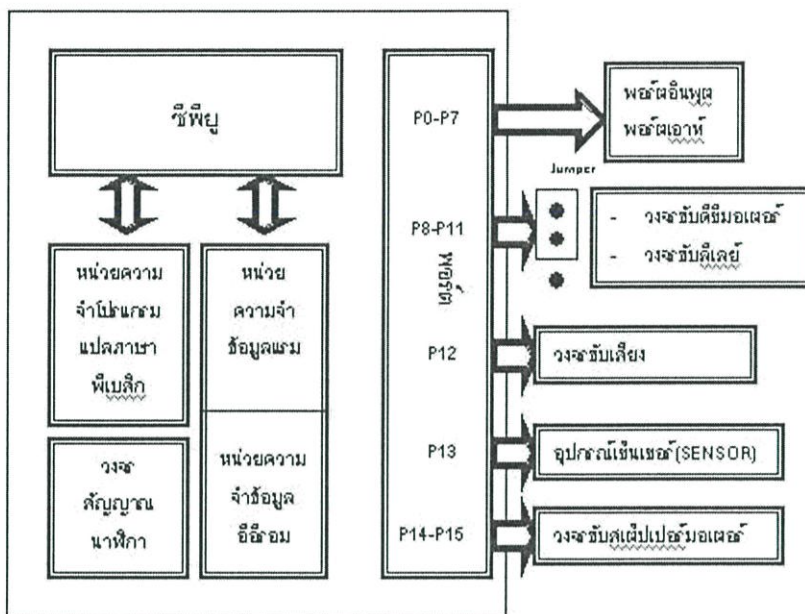 ซีพียู
หน่วยความ
จำโปรแกรม
แปลภาษา
พีเบสิก
หน่วย
ความจำ
ข้อมูลแรม
วงจร
สัญญาณ
นาฬิกา
หน่วยความ
จำข้อมูล
อีอีรอม
พอร์ต
P0-P7
P8-P11
P12
P13
P14-P15
พอร์ตอินพุต
พอร์ตเอาท์
Jumper
- วงจรขับดีซีมอเตอร์
- วงจรขับรีเลย์
วงจรขับเสียง
อุปกรณ์เซ็นเซอร์(SENSOR)
วงจรขับสเต็ปเปอร์มอเตอร์